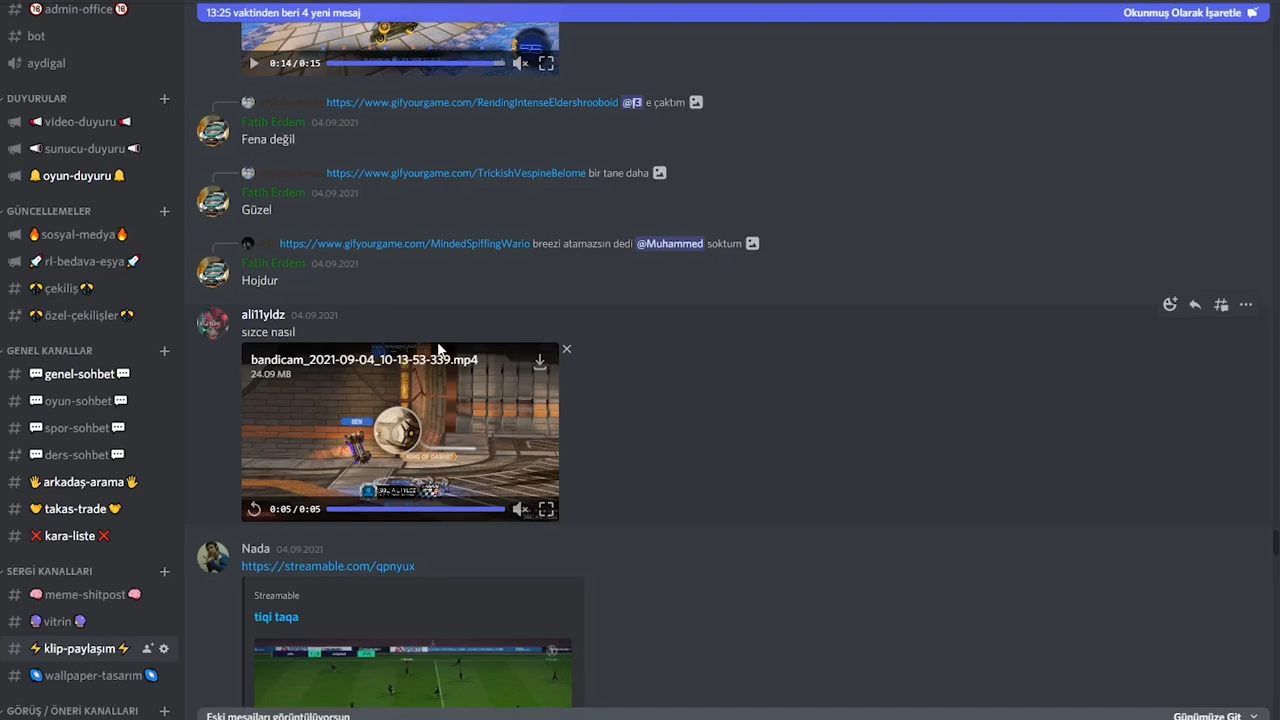 13:25 vaktinden beri 4 yeni mesaj
Okunmuş Olarak İşaretle
admin-office
bot
aydigal
DUYURULAR
video-duyuru
sunucu-duyuru
oyun-duyuru
GÜNCELLEMELER
sosyal-medya
rl-bedava-eşya
çekiliş
özel-çekilişler
GENEL KANALLAR
genel-sohbet
oyun-sohbet
spor-sohbet
ders-sohbet
arkadaş-arama
takas-trade
kara-liste
SERGİ KANALLARI
meme-shitpost
vitrin
klip-paylaşım
wallpaper-tasarım
GÖRÜŞ / ÖNERİ KANALLARI
0:14/0:15
https://www.gifyourgame.com/RendingIntenseEldershrooboid e çaktım
Fatih Erdem 04.09.2021
Fena değil
https://www.gifyourgame.com/TrickishVespineBelome bir tane daha
Fatih Erdem 04.09.2021
Güzel
https://www.gifyourgame.com/MindedSpiffingWario breezi atamazsın dedi @Muhammed soktum
Fatih Erdem 04.09.2021
Hojdur
ali11yldz 04.09.2021
sızce nasıl
bandicam_2021-09-04_10-13-53-339.mp4
24.09 MB
BEN
0:05/0:05
Nada 04.09.2021
https://streamable.com/qpnyux
Streamable
tiqi taqa
Eski mesajları görüntülüyorsun
Günümüze Git